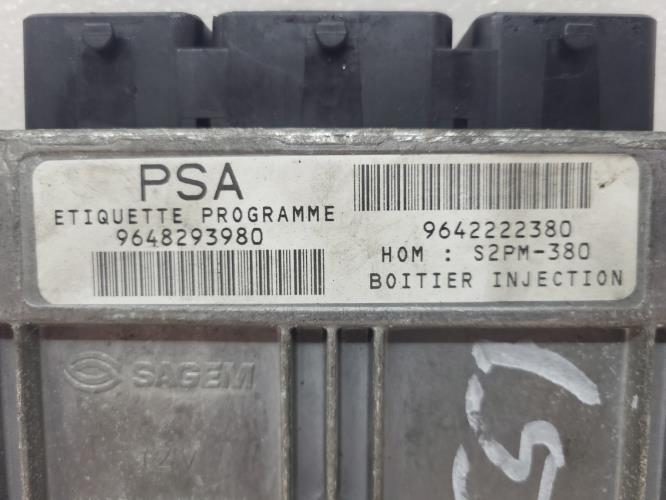 PSA
ETIQUETTE PROGRAMME
9648293980
9642222380
HOM : S2PM-380
BOITIER INJECTION
SAGEM